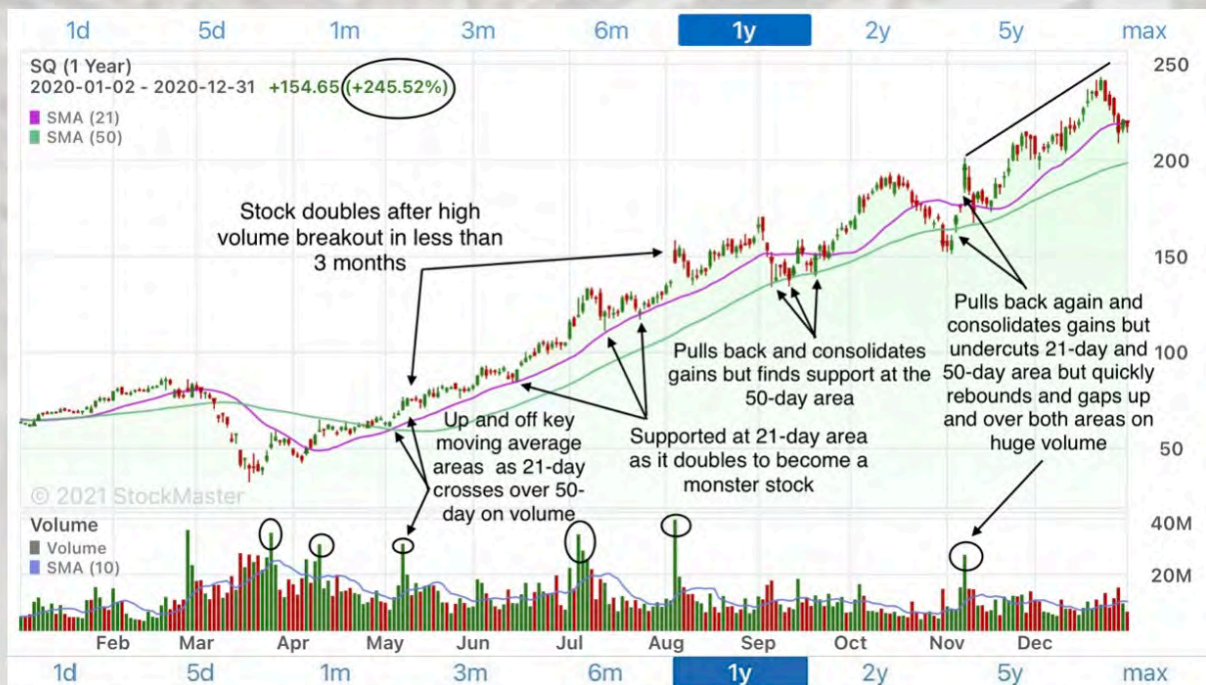 1d 5d 1m 3m 6m 1y 2y 5y max
SQ (1 Year)
2020-01-02 - 2020-12-31 +154.65 (+245.52%)
SMA (21)
SMA (50)
250
200
150
100
50
Stock doubles after high
volume breakout in less than
3 months
Up and off key
moving average
areas as 21-day
crosses over 50-
day on volume
Supported at 21-day area
as it doubles to become a
monster stock
Pulls back and consolidates
gains but finds support at the
50-day area
Pulls back again and
consolidates gains but
undercuts 21-day and
50-day area but quickly
rebounds and gaps up
and over both areas on
huge volume
© 2021 StockMaster
Volume
Volume
SMA (10)
40M
20M
Feb Mar Apr May Jun Jul Aug Sep Oct Nov Dec
1d 5d 1m 3m 6m 1y 2y 5y max